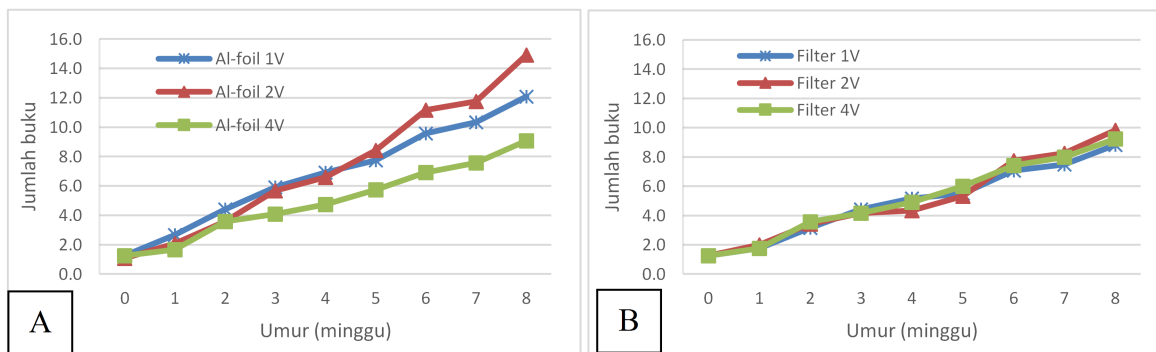 Jumlah buku
16.0
14.0
12.0
10.0
8.0
6.0
4.0
2.0
0.0
Al-foil 1V
Al-foil 2V
Al-foil 4V
0 1 2 3 4 5 6 7 8
Umur (minggu)
A
Jumlah buku
16.0
14.0
12.0
10.0
8.0
6.0
4.0
2.0
0.0
Filter 1V
Filter 2V
Filter 4V
0 1 2 3 4 5 6 7 8
Umur (minggu)
B